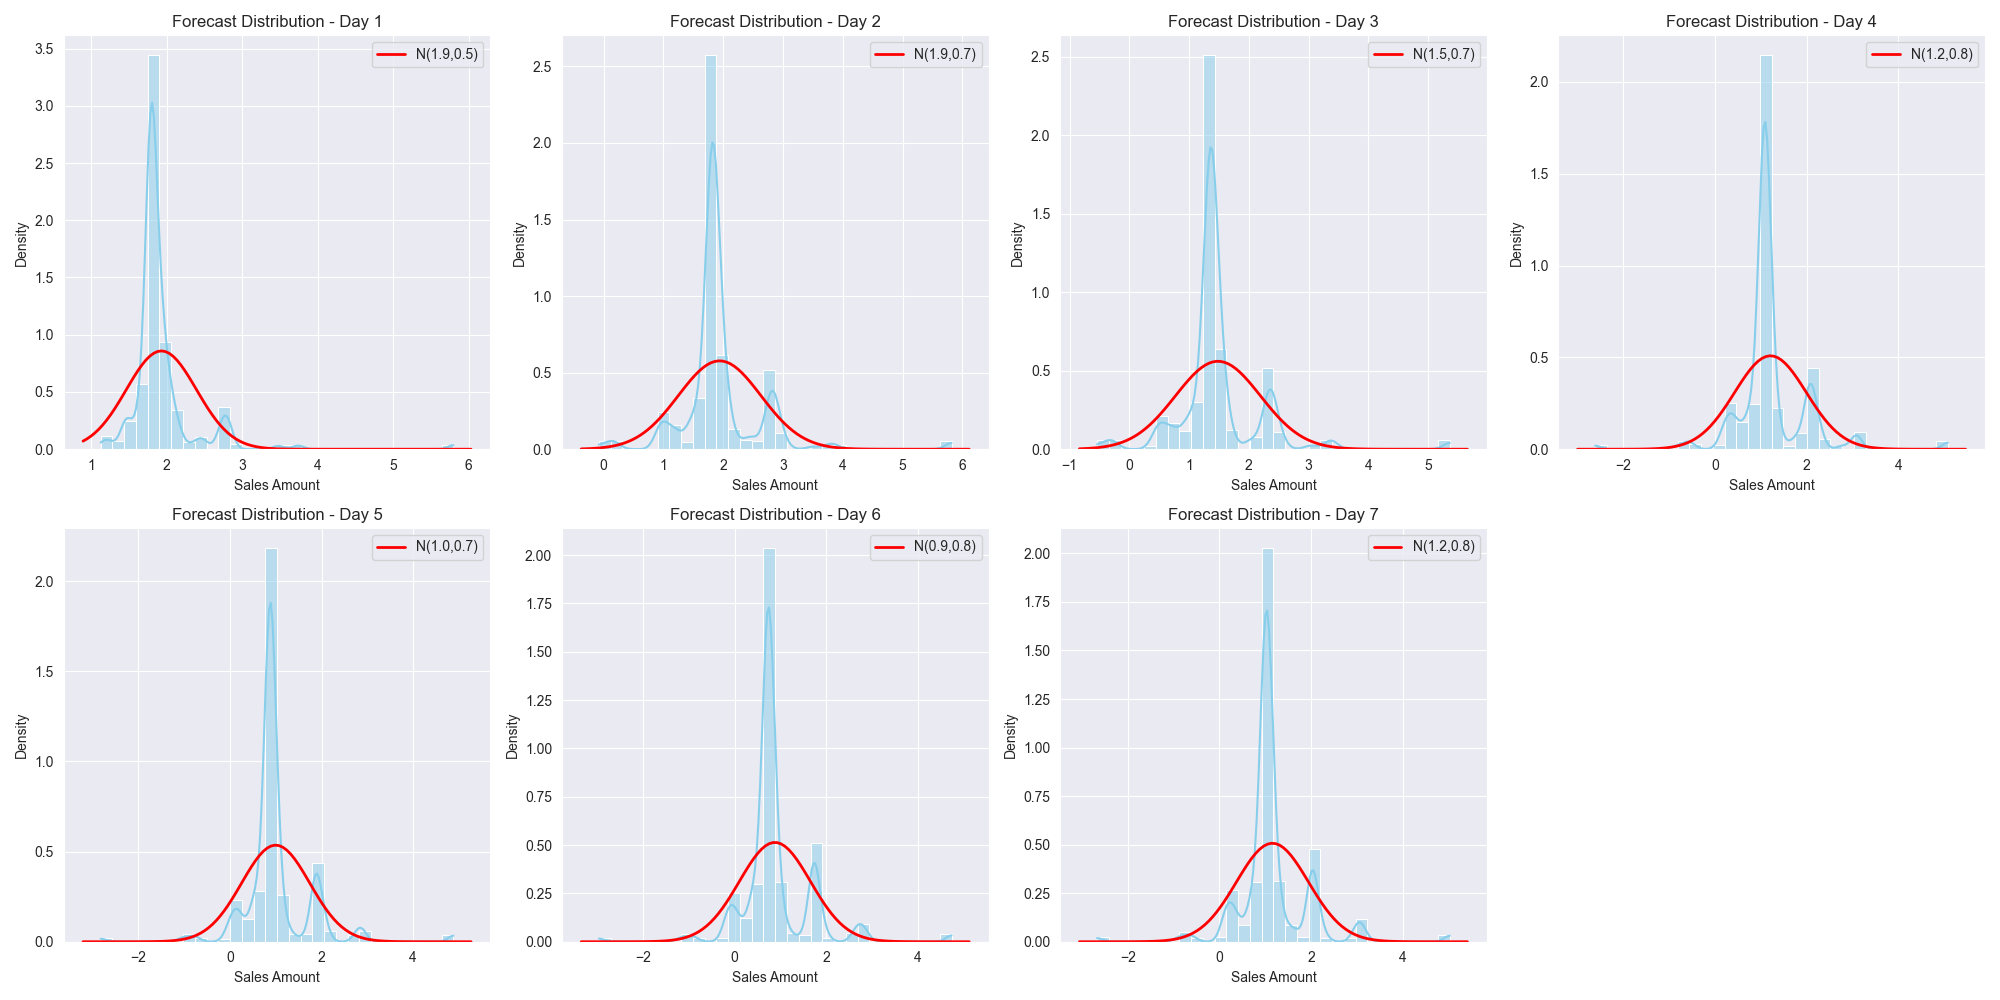 Forecast Distribution - Day 1
N(1.9,0.5)
3.5
3.0
2.5
2.0
1.5
1.0
0.5
0.0
Density
1 2 3 4 5 6
Sales Amount
Forecast Distribution - Day 2
N(1.9,0.7)
2.5
2.0
1.5
1.0
0.5
0.0
Density
0 1 2 3 4 5 6
Sales Amount
Forecast Distribution - Day 3
N(1.5,0.7)
2.5
2.0
1.5
1.0
0.5
0.0
Density
−1 0 1 2 3 4 5
Sales Amount
Forecast Distribution - Day 4
N(1.2,0.8)
2.0
1.5
1.0
0.5
0.0
Density
−2 0 2 4
Sales Amount
Forecast Distribution - Day 5
N(1.0,0.7)
2.0
1.5
1.0
0.5
0.0
Density
−2 0 2 4
Sales Amount
Forecast Distribution - Day 6
N(0.9,0.8)
2.00
1.75
1.50
1.25
1.00
0.75
0.50
0.25
0.00
Density
−2 0 2 4
Sales Amount
Forecast Distribution - Day 7
N(1.2,0.8)
2.00
1.75
1.50
1.25
1.00
0.75
0.50
0.25
0.00
Density
−2 0 2 4
Sales Amount